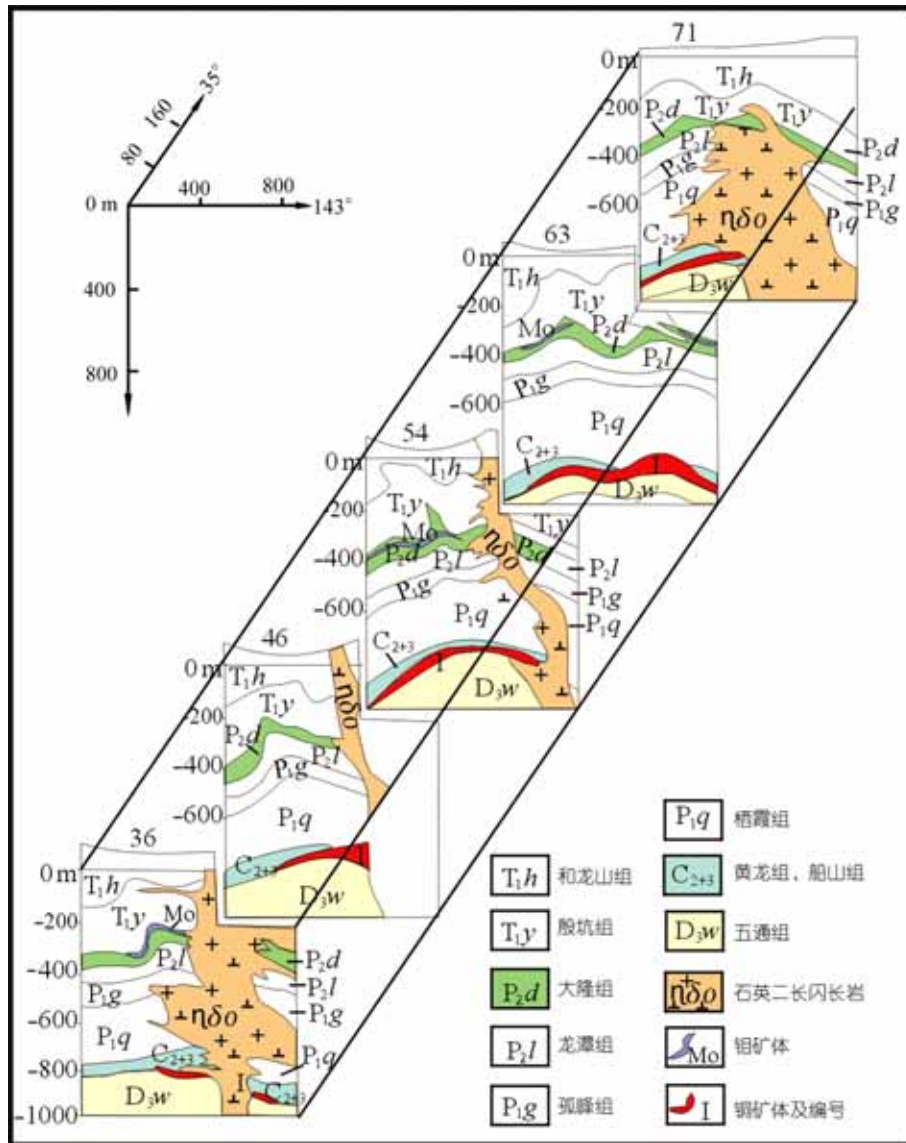 71
0 m
-200
-400
-600
T₁h
T₁y
T₁y
P₂d
P₂l
P₁g
P₁q
ηδο
C₂₊₃
D₃w
P₂d
P₂l
P₁g
P₁q
35°
160
80
0 m
400
800
143°
400
800
63
0 m
-200
-400
-600
T₁h
T₁y
Mo
P₂d
P₂l
P₁g
P₁q
C₂₊₃
I
D₃w
54
0 m
-200
-400
-600
T₁h
T₁y
Mo
P₂d
P₂l
P₁g
P₁q
ηδο
T₁y
P₂d
P₂l
P₁g
P₁q
C₂₊₃
I
D₃w
46
0 m
-200
-400
-600
T₁h
T₁y
P₂d
P₂l
P₁g
P₁q
ηδο
C₂₊₃
I
D₃w
36
0 m
-200
-400
-600
-800
-1000
T₁h
T₁y
Mo
P₂l
P₁g
P₁q
ηδο
C₂₊₃
D₃w
I
P₂d
P₂l
P₁g
P₁q
C₂₊₃
T₁h 和龙山组
T₁y 殷坑组
P₂d 大隆组
P₂l 龙潭组
P₁g 孤峰组
P₁q 栖霞组
C₂₊₃ 黄龙组、船山组
D₃w 五通组
ηδο 石英二长闪长岩
Mo 钼矿体
I 铜矿体及编号